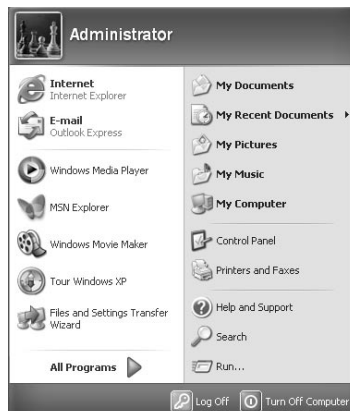 Administrator
Internet
Internet Explorer
E-mail
Outlook Express
Windows Media Player
MSN Explorer
Windows Movie Maker
Tour Windows XP
Files and Settings Transfer
Wizard
All Programs
My Documents
My Recent Documents
My Pictures
My Music
My Computer
Control Panel
Printers and Faxes
Help and Support
Search
Run...
Log Off
Turn Off Computer